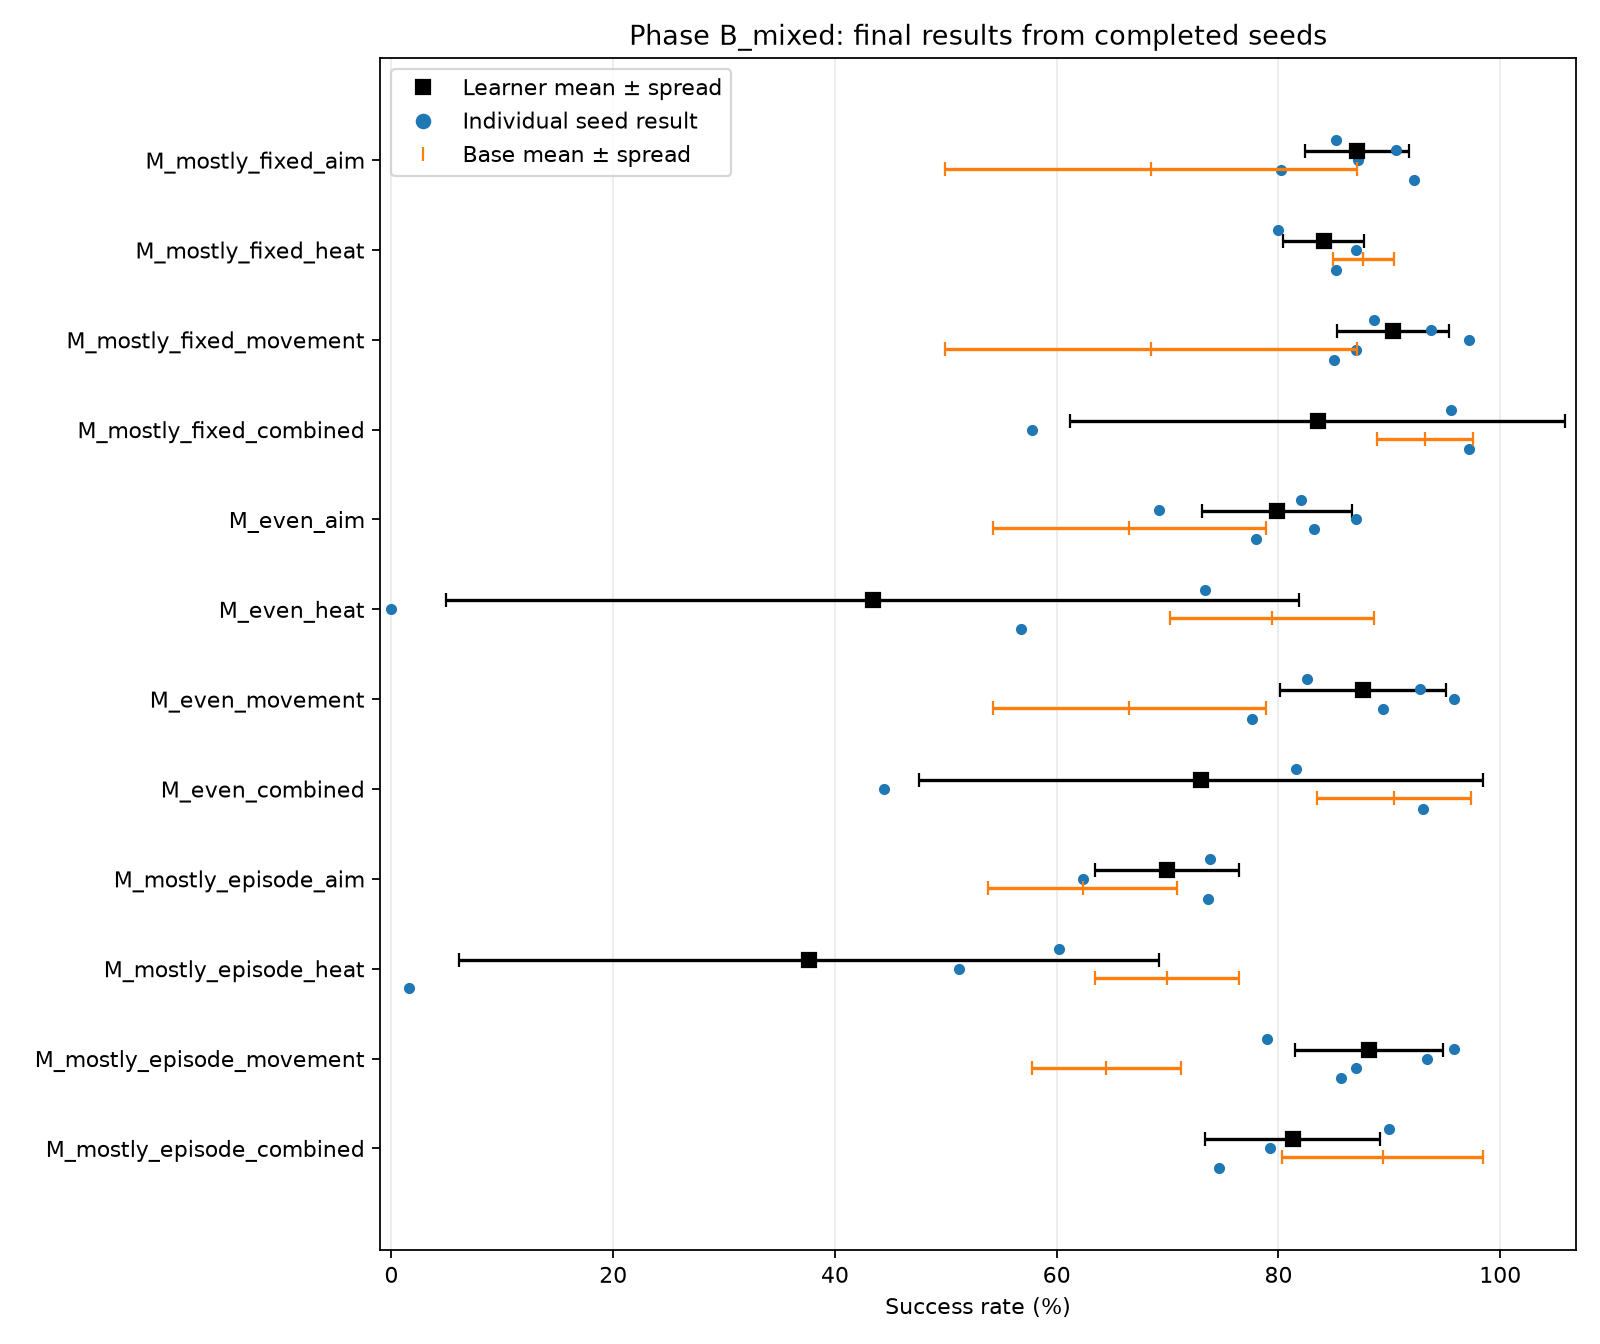 Phase B_mixed: final results from completed seeds
Learner mean ± spread
Individual seed result
Base mean ± spread
M_mostly_fixed_aim
M_mostly_fixed_heat
M_mostly_fixed_movement
M_mostly_fixed_combined
M_even_aim
M_even_heat
M_even_movement
M_even_combined
M_mostly_episode_aim
M_mostly_episode_heat
M_mostly_episode_movement
M_mostly_episode_combined
0 20 40 60 80 100
Success rate (%)